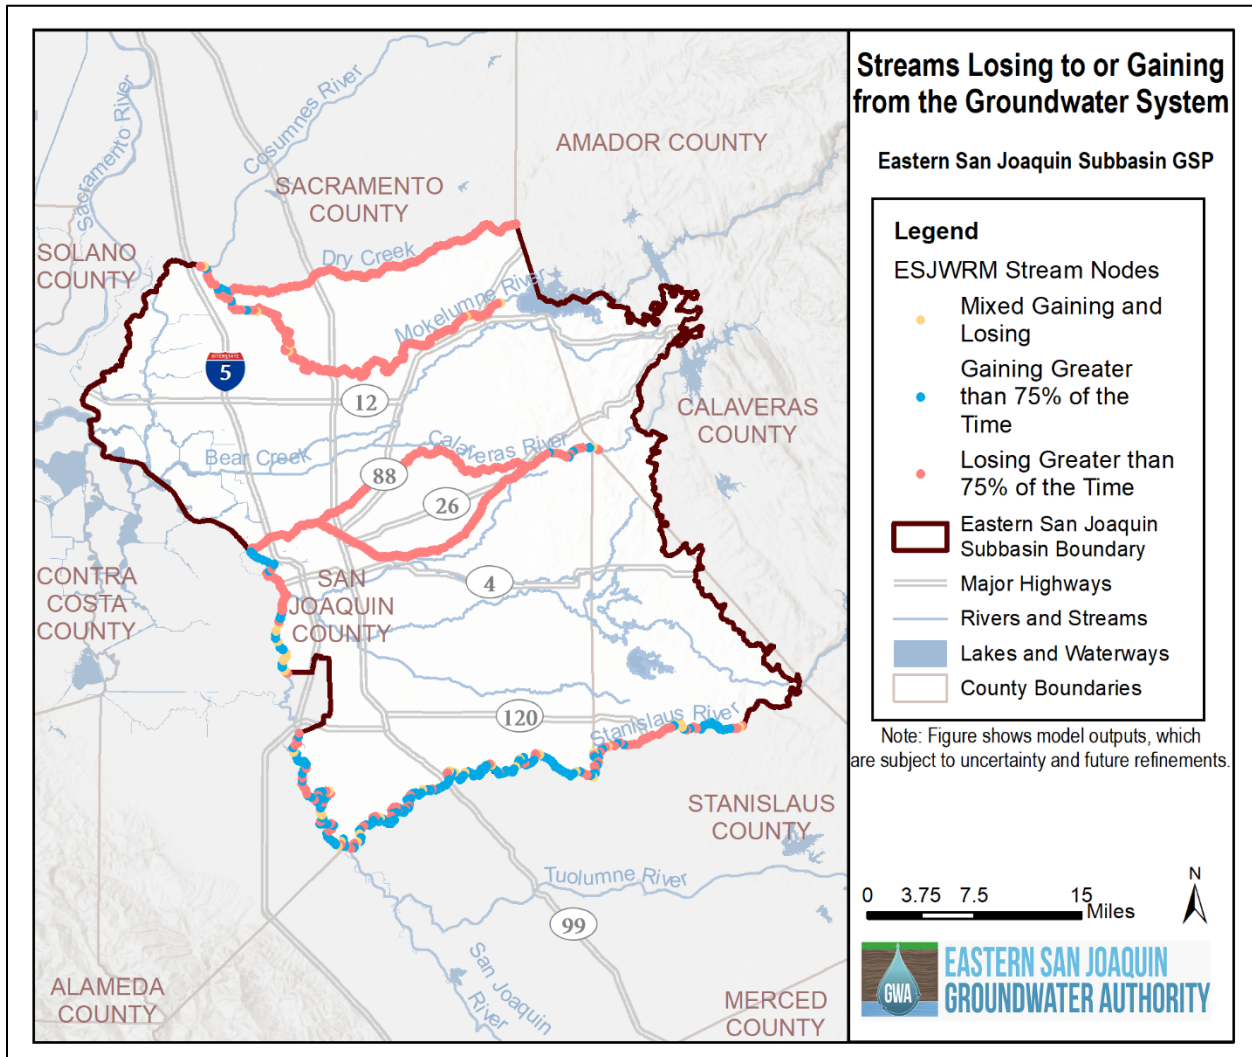 Streams Losing to or Gaining
from the Groundwater System
Eastern San Joaquin Subbasin GSP
Legend
ESJWRM Stream Nodes
Mixed Gaining and
Losing
Gaining Greater
than 75% of the
Time
Losing Greater than
75% of the Time
Eastern San Joaquin
Subbasin Boundary
Major Highways
Rivers and Streams
Lakes and Waterways
County Boundaries
Note: Figure shows model outputs, which
are subject to uncertainty and future refinements.
0 3.75 7.5 15
Miles
N
GWA
EASTERN SAN JOAQUIN
GROUNDWATER AUTHORITY
Sacramento River
Cosumnes River
AMADOR COUNTY
SACRAMENTO
COUNTY
SOLANO
COUNTY
Dry Creek
Mokelumne River
INTERSTATE
5
12
CALAVERAS
COUNTY
Calaveras River
Bear Creek
88
26
CONTRA
COSTA
COUNTY
SAN
JOAQUIN
COUNTY
4
120
Stanislaus River
STANISLAUS
COUNTY
Tuolumne River
99
San Joaquin
River
ALAMEDA
COUNTY
MERCED
COUNTY